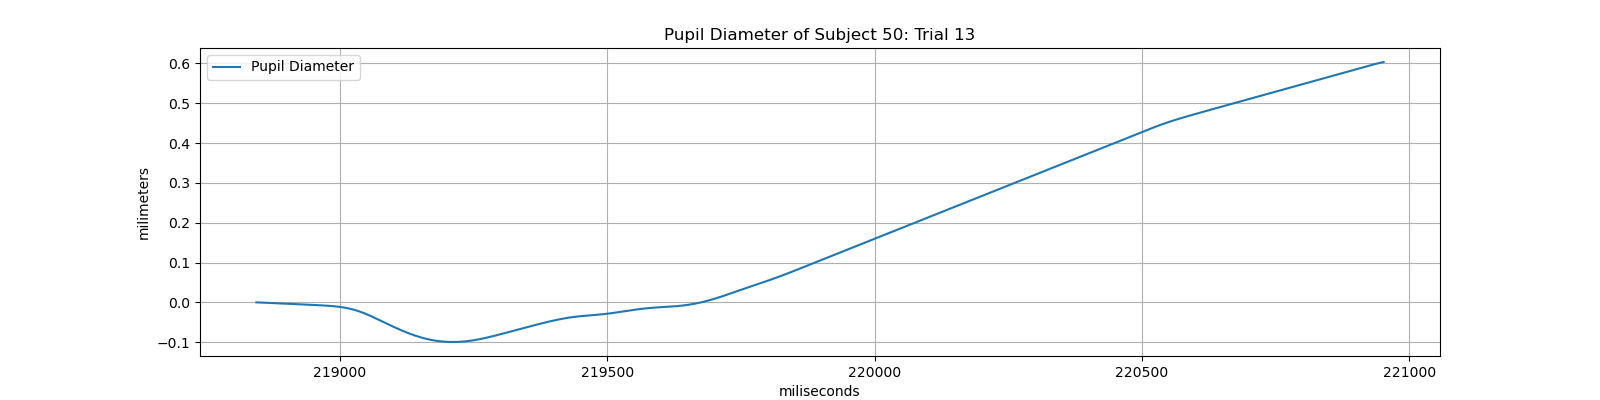 Pupil Diameter of Subject 50: Trial 13
Pupil Diameter
0.6
0.5
0.4
0.3
0.2
0.1
0.0
−0.1
milimeters
219000 219500 220000 220500 221000
miliseconds